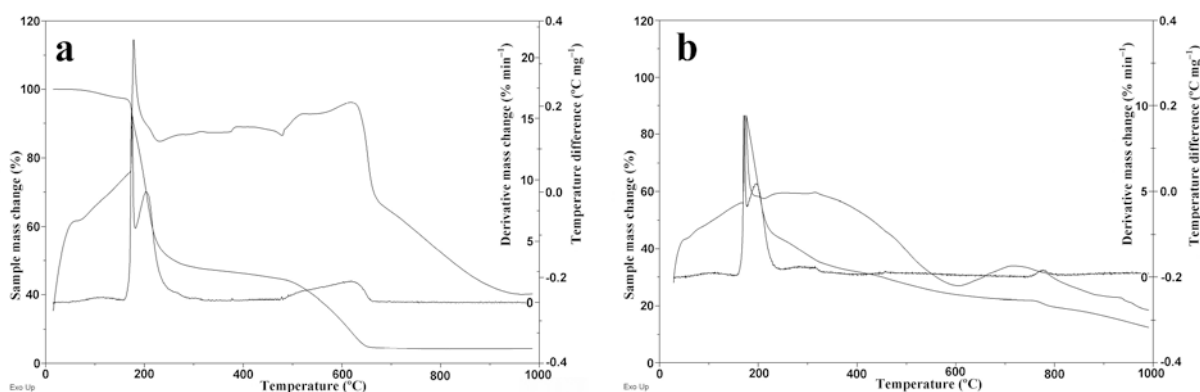 a
Sample mass change (%)
120
100
80
60
40
20
0
0 200 400 600 800 1000
Temperature (ºC)
Derivative mass change (% min⁻¹)
20
15
10
5
0
Temperature difference (ºC mg⁻¹)
0.4
0.2
0.0
-0.2
-0.4
Exo Up
b
Sample mass change (%)
120
100
80
60
40
20
0
0 200 400 600 800 1000
Temperature (ºC)
Derivative mass change (% min⁻¹)
10
5
0
Temperature difference (ºC mg⁻¹)
0.4
0.2
0.0
-0.2
-0.4
Exo Up